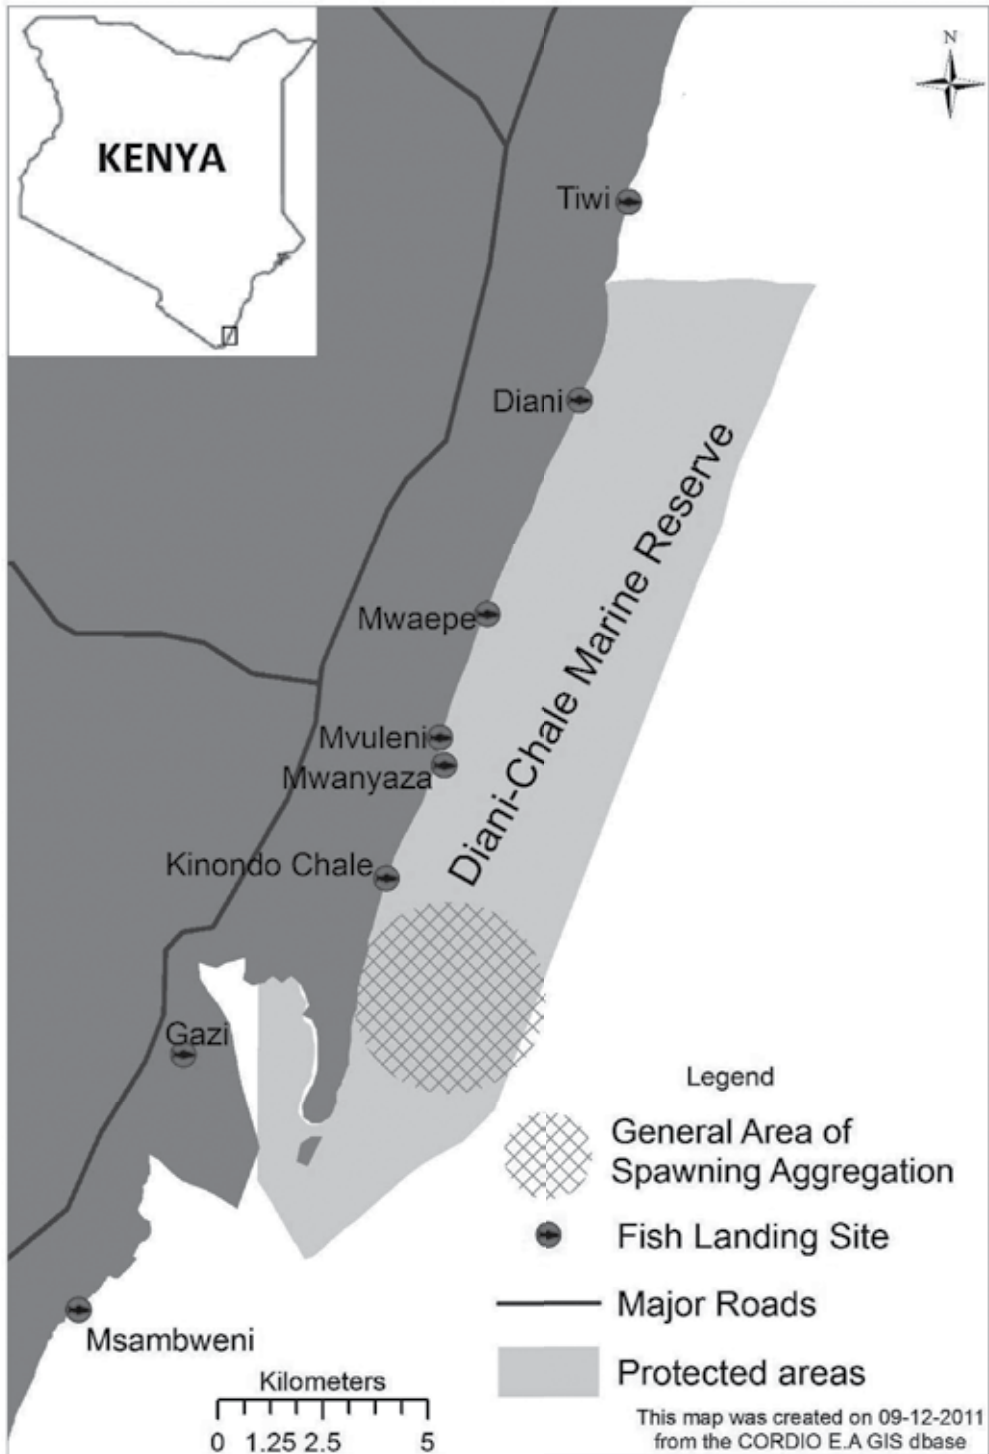 KENYA
N
Tiwi
Diani
Diani-Chale Marine Reserve
Mwaepe
Mvuleni
Mwanyaza
Kinondo Chale
Gazi
Msambweni
Legend
General Area of
Spawning Aggregation
Fish Landing Site
Major Roads
Protected areas
Kilometers
0 1.25 2.5 5
This map was created on 09-12-2011
from the CORDIO E.A GIS dbase